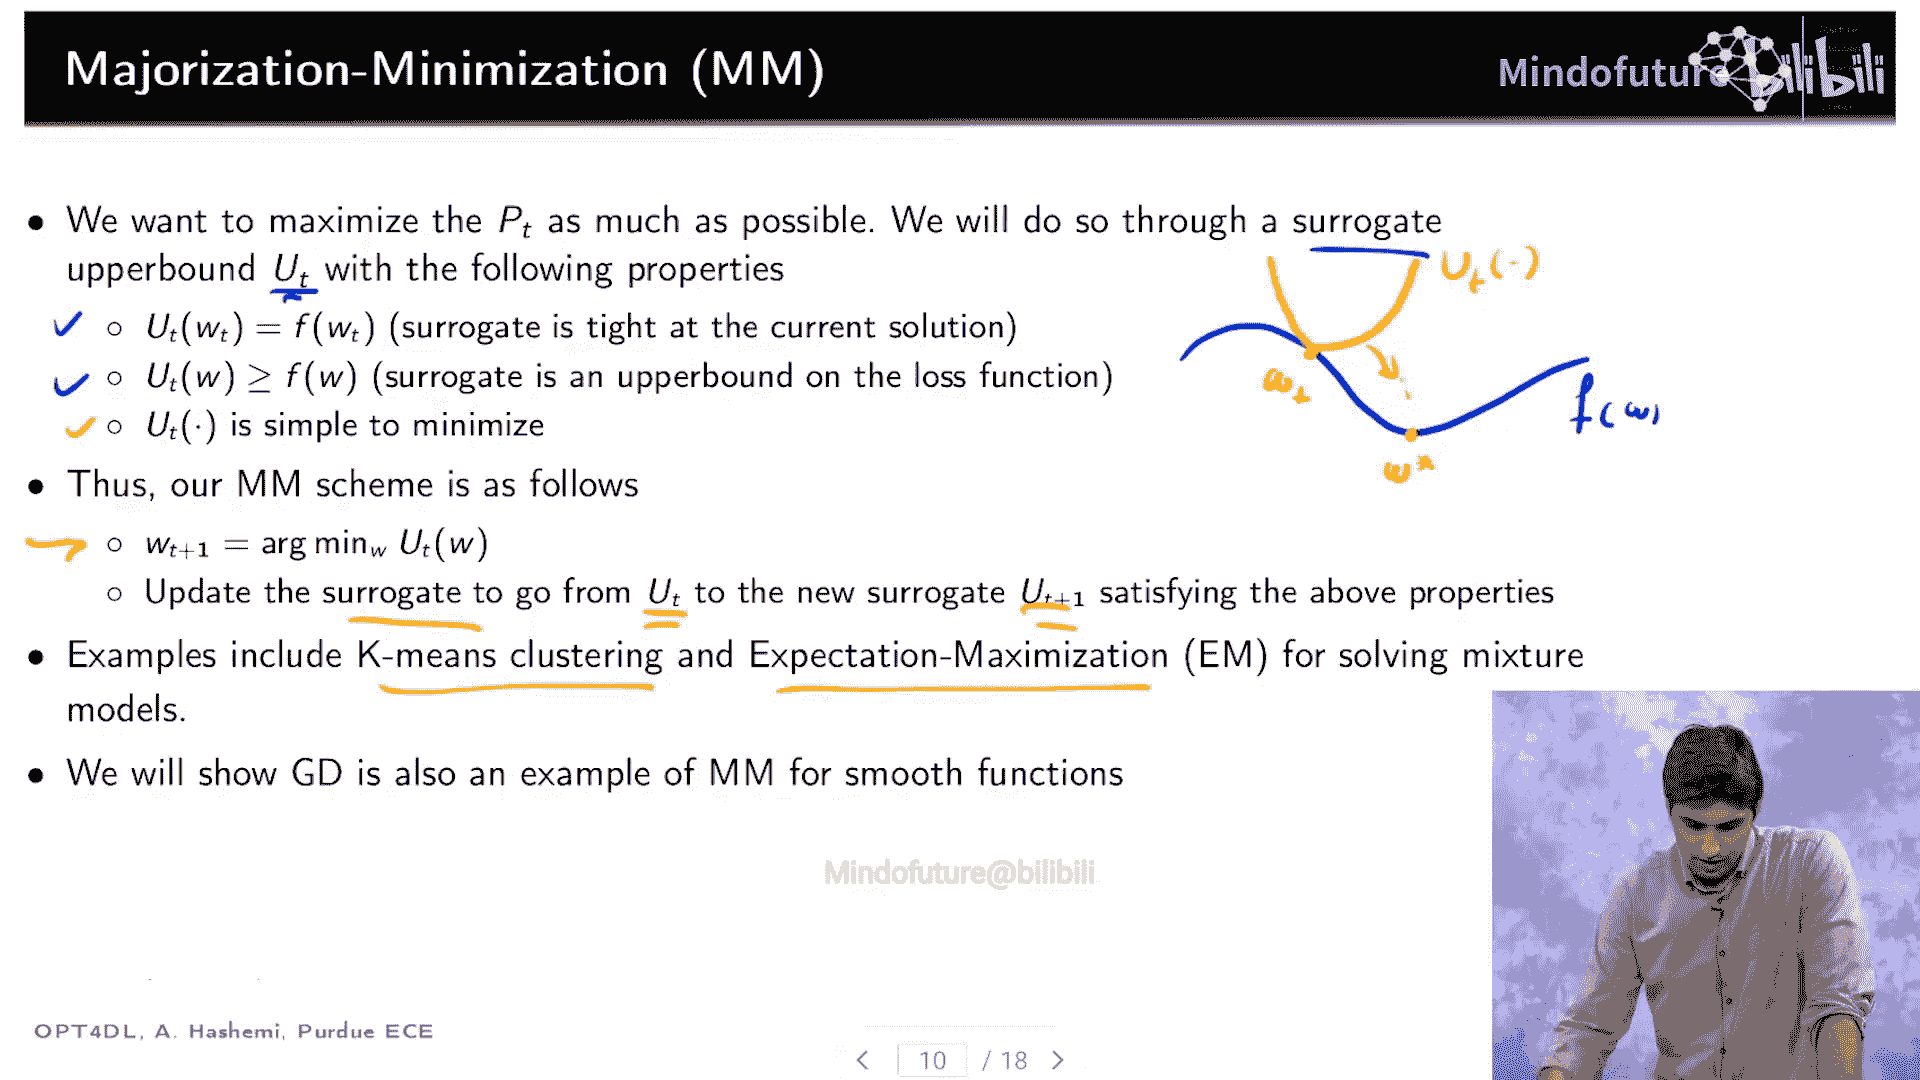 Majorization-Minimization (MM)
Mindofuture
bilibili
• We want to maximize the Pₜ as much as possible. We will do so through a surrogate
upperbound Uₜ with the following properties
Uₜ(·)
○ Uₜ(wₜ) = f(wₜ) (surrogate is tight at the current solution)
○ Uₜ(w) ≥ f(w) (surrogate is an upperbound on the loss function)
wₜ
f(w)
○ Uₜ(·) is simple to minimize
w*
• Thus, our MM scheme is as follows
○ wₜ₊₁ = arg min_w Uₜ(w)
○ Update the surrogate to go from Uₜ to the new surrogate Uₜ₊₁ satisfying the above properties
• Examples include K-means clustering and Expectation-Maximization (EM) for solving mixture
models.
• We will show GD is also an example of MM for smooth functions
Mindofuture@bilibili
OPT4DL, A. Hashemi, Purdue ECE
< 10 / 18 >